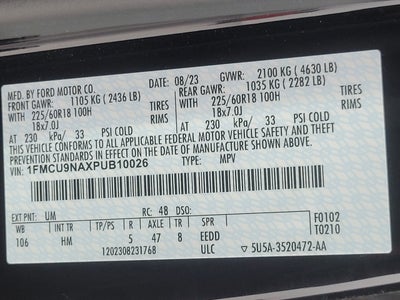 MFD. BY FORD MOTOR CO.
DATE: 08/23 GVWR: 2100 KG ( 4630 LB)
FRONT GAWR: 1105 KG ( 2436 LB) REAR GAWR: 1035 KG ( 2282 LB)
WITH TIRES WITH TIRES
225/60R18 100H 225/60R18 100H
18x7.0J RIMS 18x7.0J RIMS
AT 230 kPa/ 33 PSI COLD AT 230 kPa/ 33 PSI COLD
THIS VEHICLE CONFORMS TO ALL APPLICABLE FEDERAL MOTOR VEHICLE SAFETY AND THEFT
PREVENTION STANDARDS IN EFFECT ON THE DATE OF MANUFACTURE SHOWN ABOVE.
VIN: 1FMCU9NAXPUB10026 TYPE: MPV
EXT PNT: UM RC: 48 DSO: F0102
WB INT TR TP/PS R AXLE TR SPR T0210
106 HM 5 47 8 EEDD
1202308231768 ULC ▽ 5U5A-3520472-AA